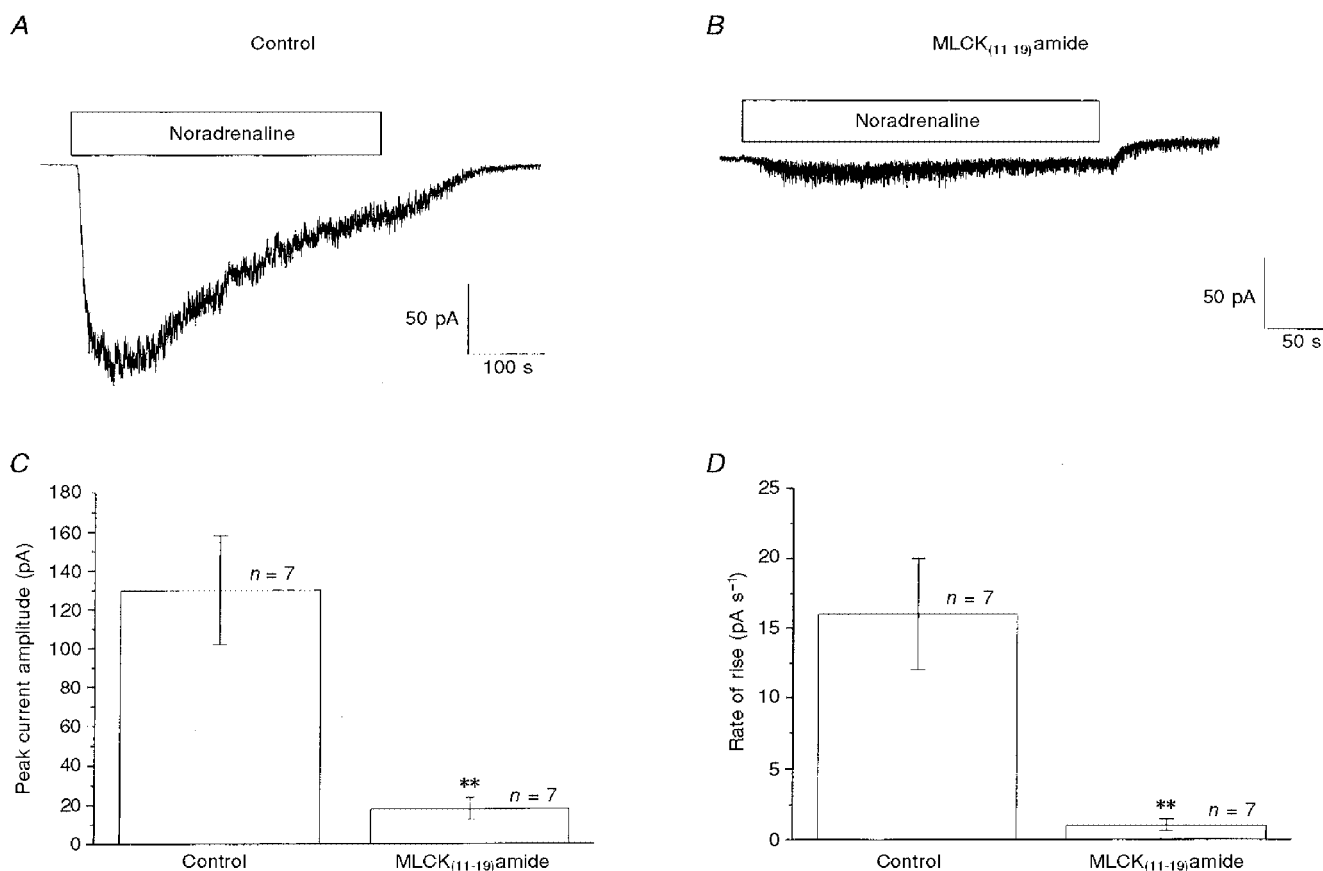 A
Control
Noradrenaline
50 pA
100 s
B
MLCK(11-19)amide
Noradrenaline
50 pA
50 s
C
Peak current amplitude (pA)
180
160
140
120
100
80
60
40
20
0
n = 7
**
n = 7
Control
MLCK(11-19)amide
D
Rate of rise (pA s⁻¹)
25
20
15
10
5
0
n = 7
**
n = 7
Control
MLCK(11-19)amide